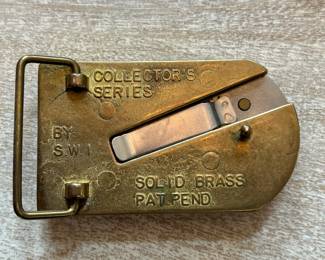 COLLECTOR'S
SERIES
BY
S.W.I.
SOLID BRASS
PAT.PEND.